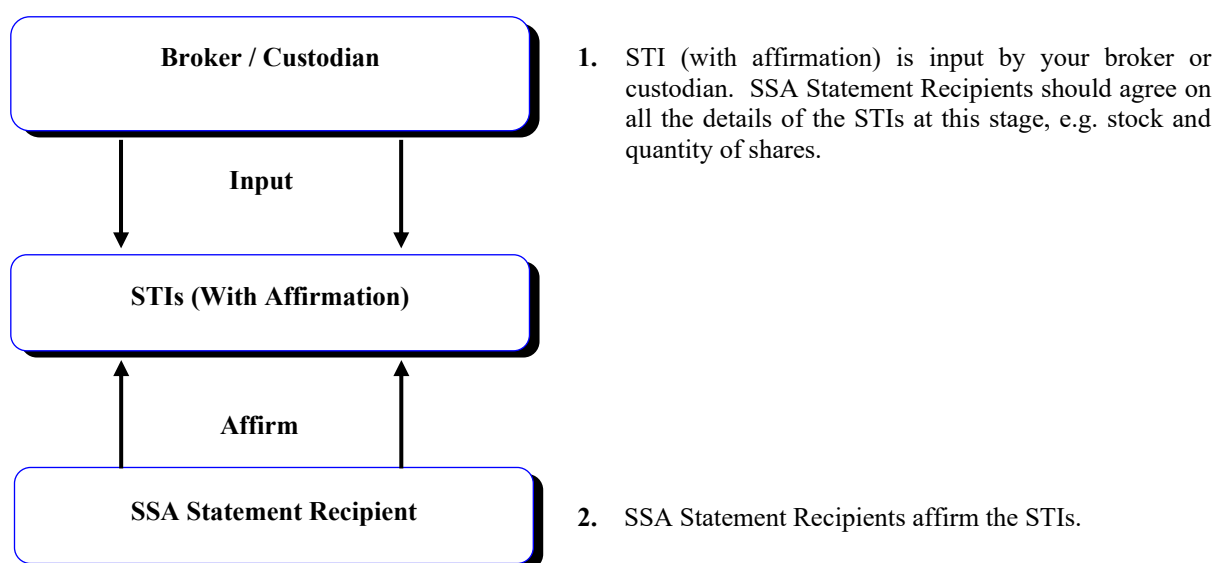 Broker / Custodian
1. STI (with affirmation) is input by your broker or
custodian. SSA Statement Recipients should agree on
all the details of the STIs at this stage, e.g. stock and
quantity of shares.
Input
STIs (With Affirmation)
Affirm
SSA Statement Recipient
2. SSA Statement Recipients affirm the STIs.